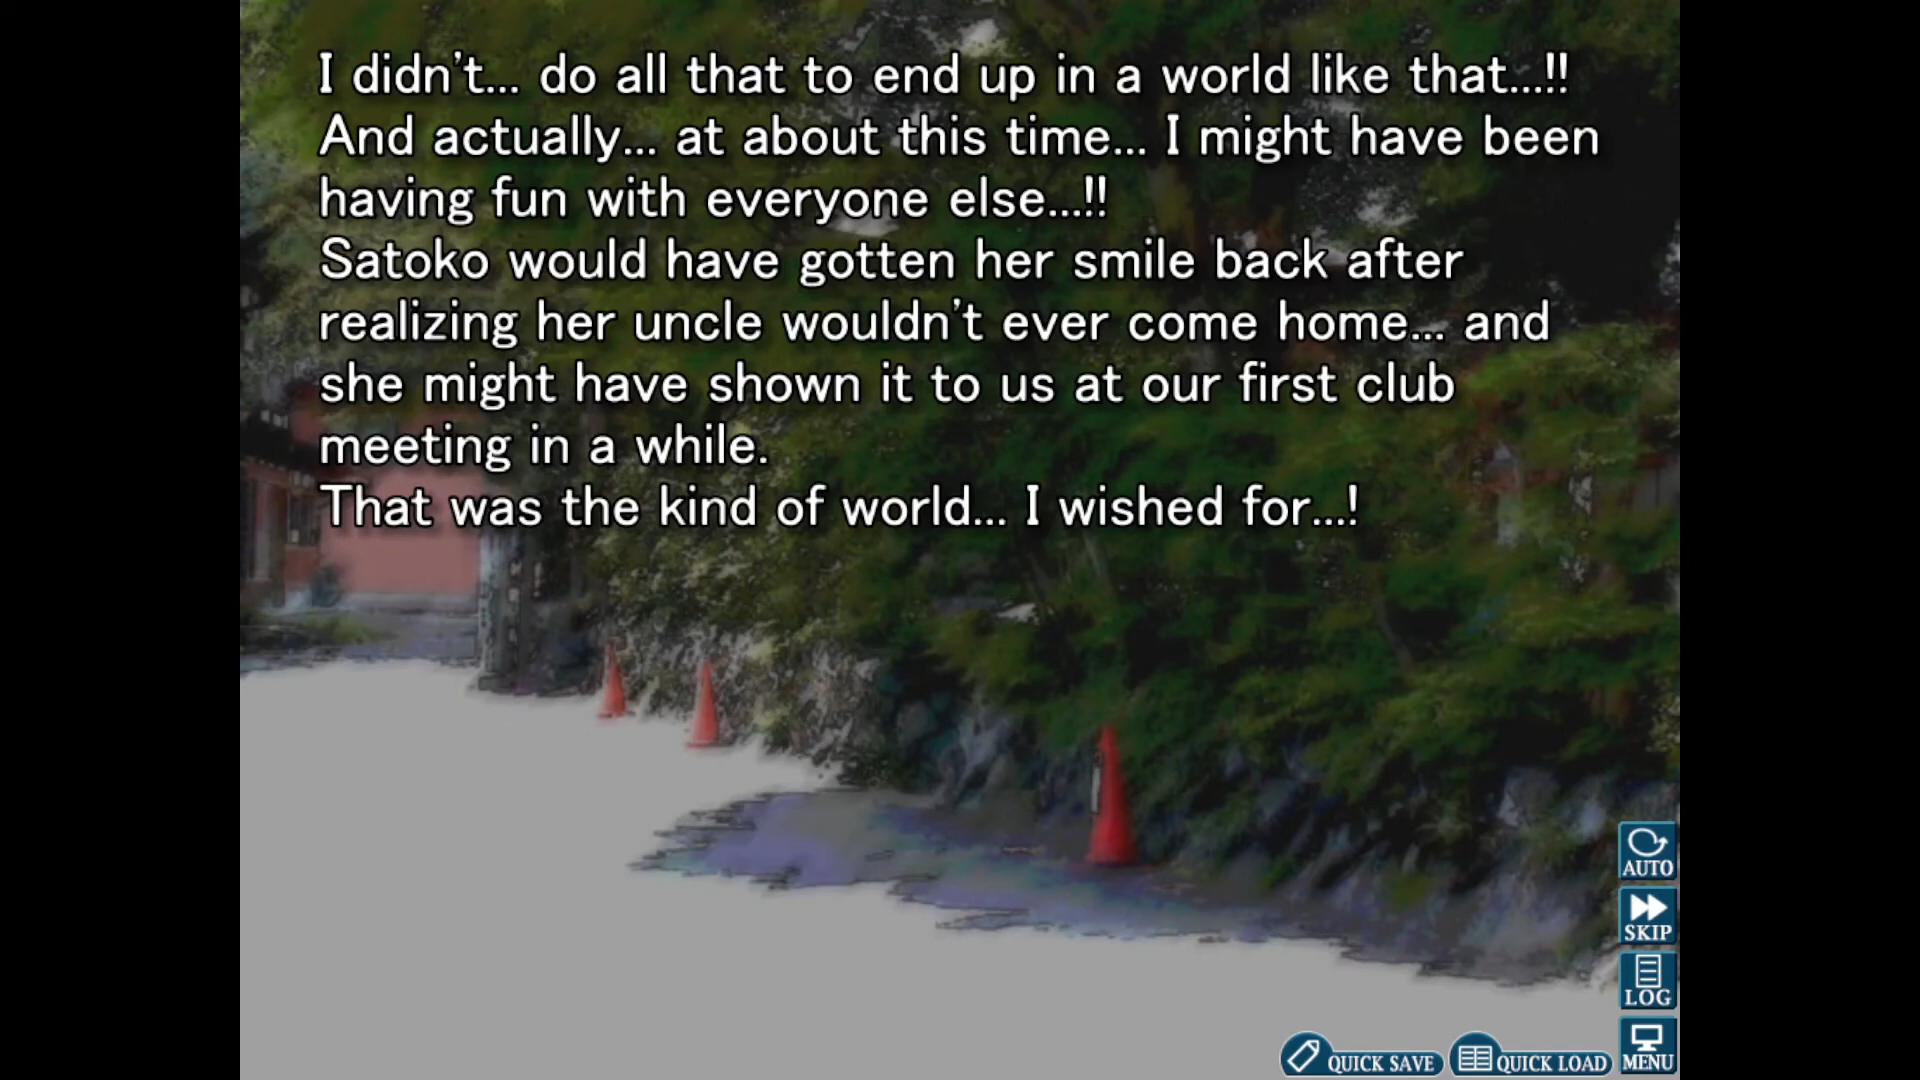 I didn't... do all that to end up in a world like that...!!
And actually... at about this time... I might have been
having fun with everyone else...!!
Satoko would have gotten her smile back after
realizing her uncle wouldn't ever come home... and
she might have shown it to us at our first club
meeting in a while.
That was the kind of world... I wished for...!
AUTO
SKIP
LOG
MENU
QUICK SAVE
QUICK LOAD